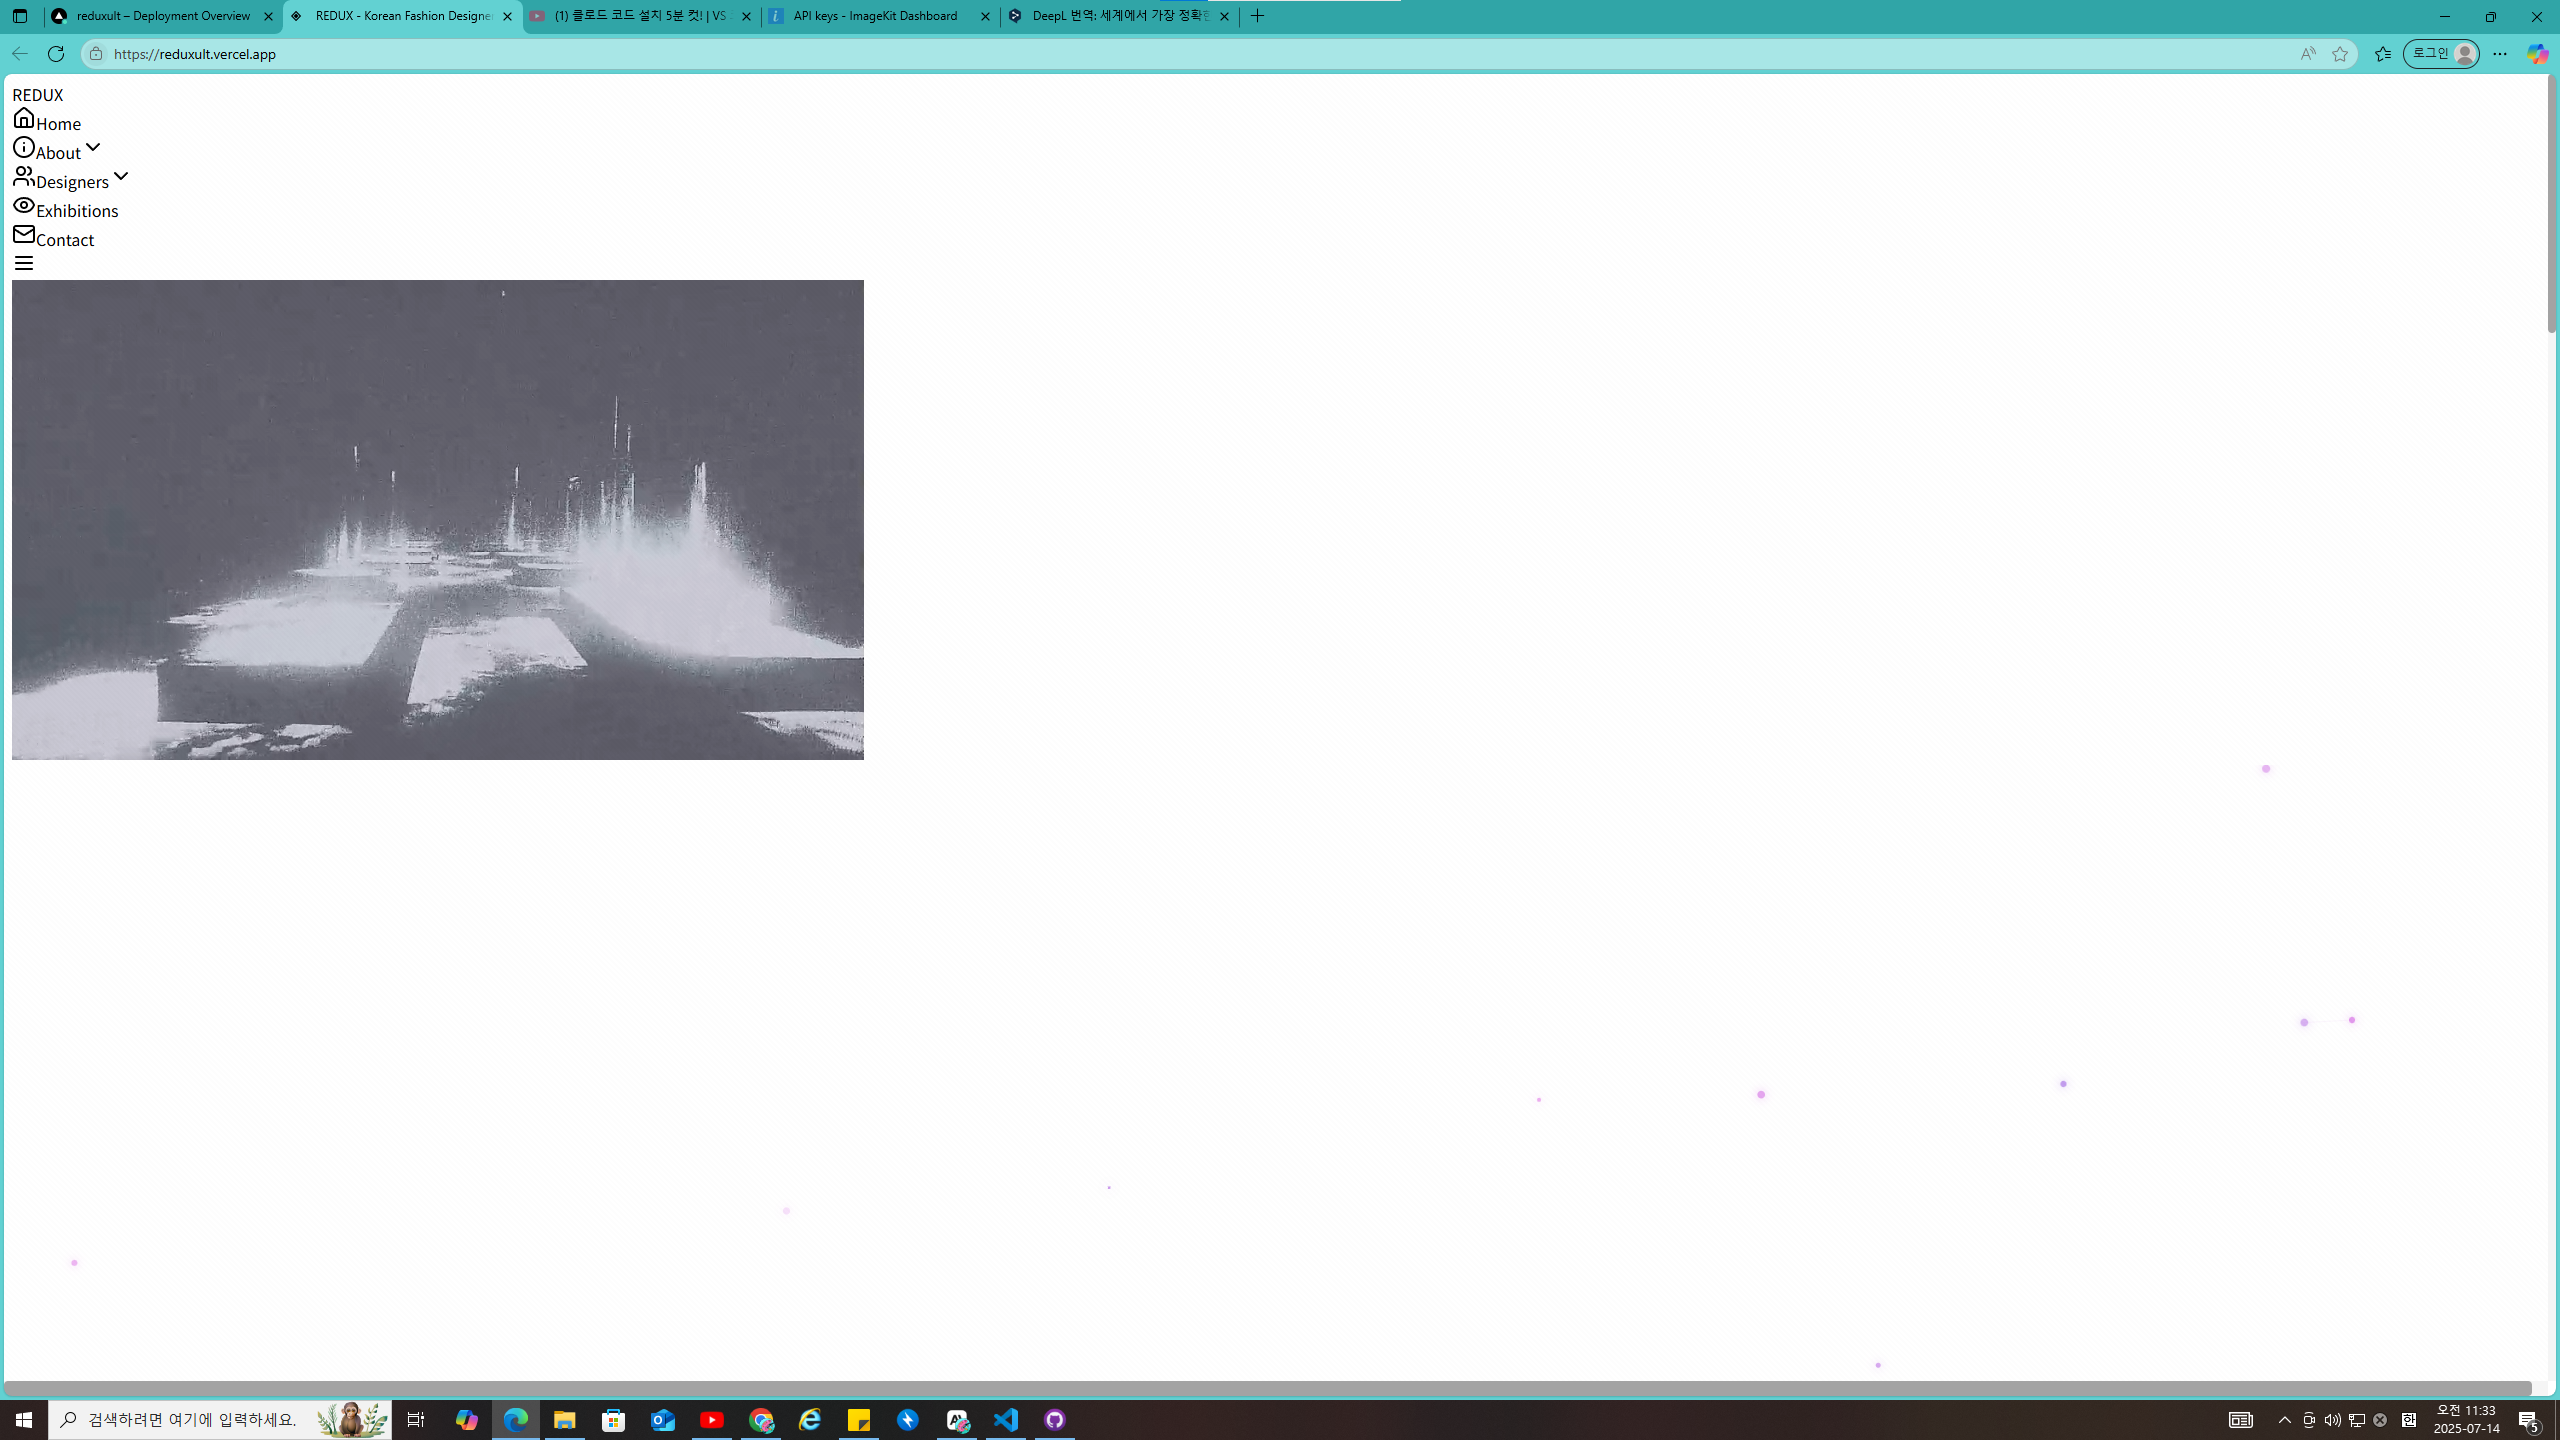 reduxult – Deployment Overview
REDUX - Korean Fashion Designer
(1) 클로드 코드 설치 5분 컷! | VS
API keys - ImageKit Dashboard
DeepL 번역: 세계에서 가장 정확한
https://reduxult.vercel.app
로그인
REDUX
Home
About
Designers
Exhibitions
Contact
검색하려면 여기에 입력하세요.
한
오전 11:33
2025-07-14
5